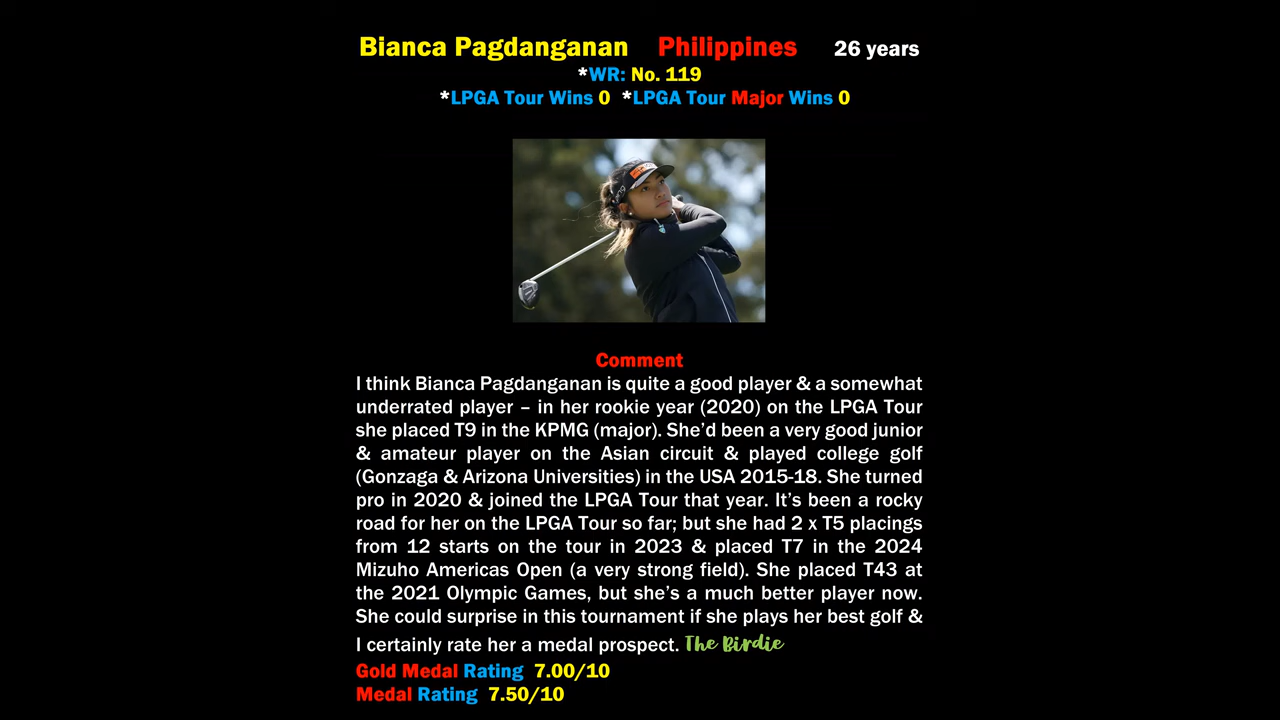 Bianca Pagdanganan Philippines 26 years
*WR: No. 119
*LPGA Tour Wins 0 *LPGA Tour Major Wins 0
Comment
I think Bianca Pagdanganan is quite a good player & a somewhat
underrated player – in her rookie year (2020) on the LPGA Tour
she placed T9 in the KPMG (major). She’d been a very good junior
& amateur player on the Asian circuit & played college golf
(Gonzaga & Arizona Universities) in the USA 2015-18. She turned
pro in 2020 & joined the LPGA Tour that year. It’s been a rocky
road for her on the LPGA Tour so far; but she had 2 x T5 placings
from 12 starts on the tour in 2023 & placed T7 in the 2024
Mizuho Americas Open (a very strong field). She placed T43 at
the 2021 Olympic Games, but she’s a much better player now.
She could surprise in this tournament if she plays her best golf &
I certainly rate her a medal prospect. The Birdie
Gold Medal Rating 7.00/10
Medal Rating 7.50/10